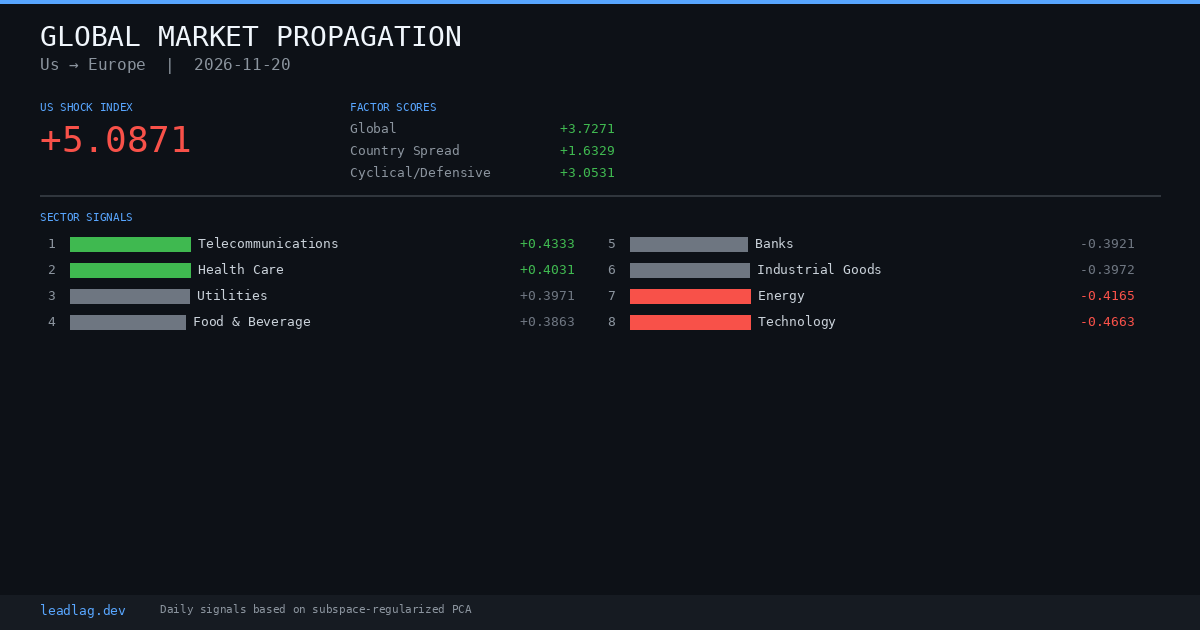 GLOBAL MARKET PROPAGATION
Us → Europe | 2026-11-20
US SHOCK INDEX
+5.0871
FACTOR SCORES
Global +3.7271
Country Spread +1.6329
Cyclical/Defensive +3.0531
SECTOR SIGNALS
1 Telecommunications +0.4333
2 Health Care +0.4031
3 Utilities +0.3971
4 Food & Beverage +0.3863
5 Banks -0.3921
6 Industrial Goods -0.3972
7 Energy -0.4165
8 Technology -0.4663
leadlag.dev Daily signals based on subspace-regularized PCA